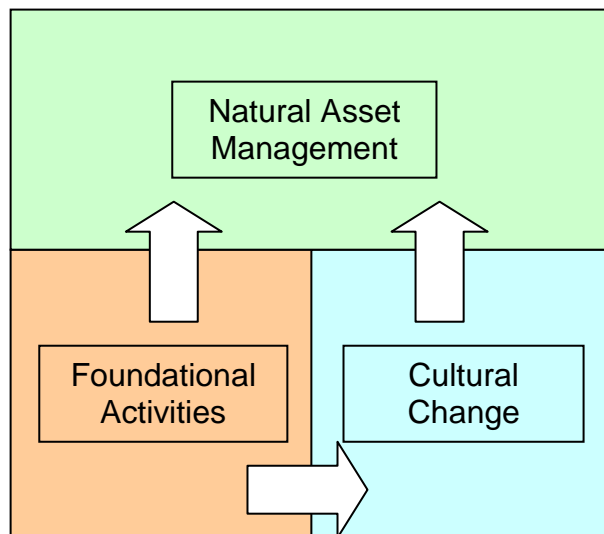 Natural Asset
Management
Foundational
Activities
Cultural
Change